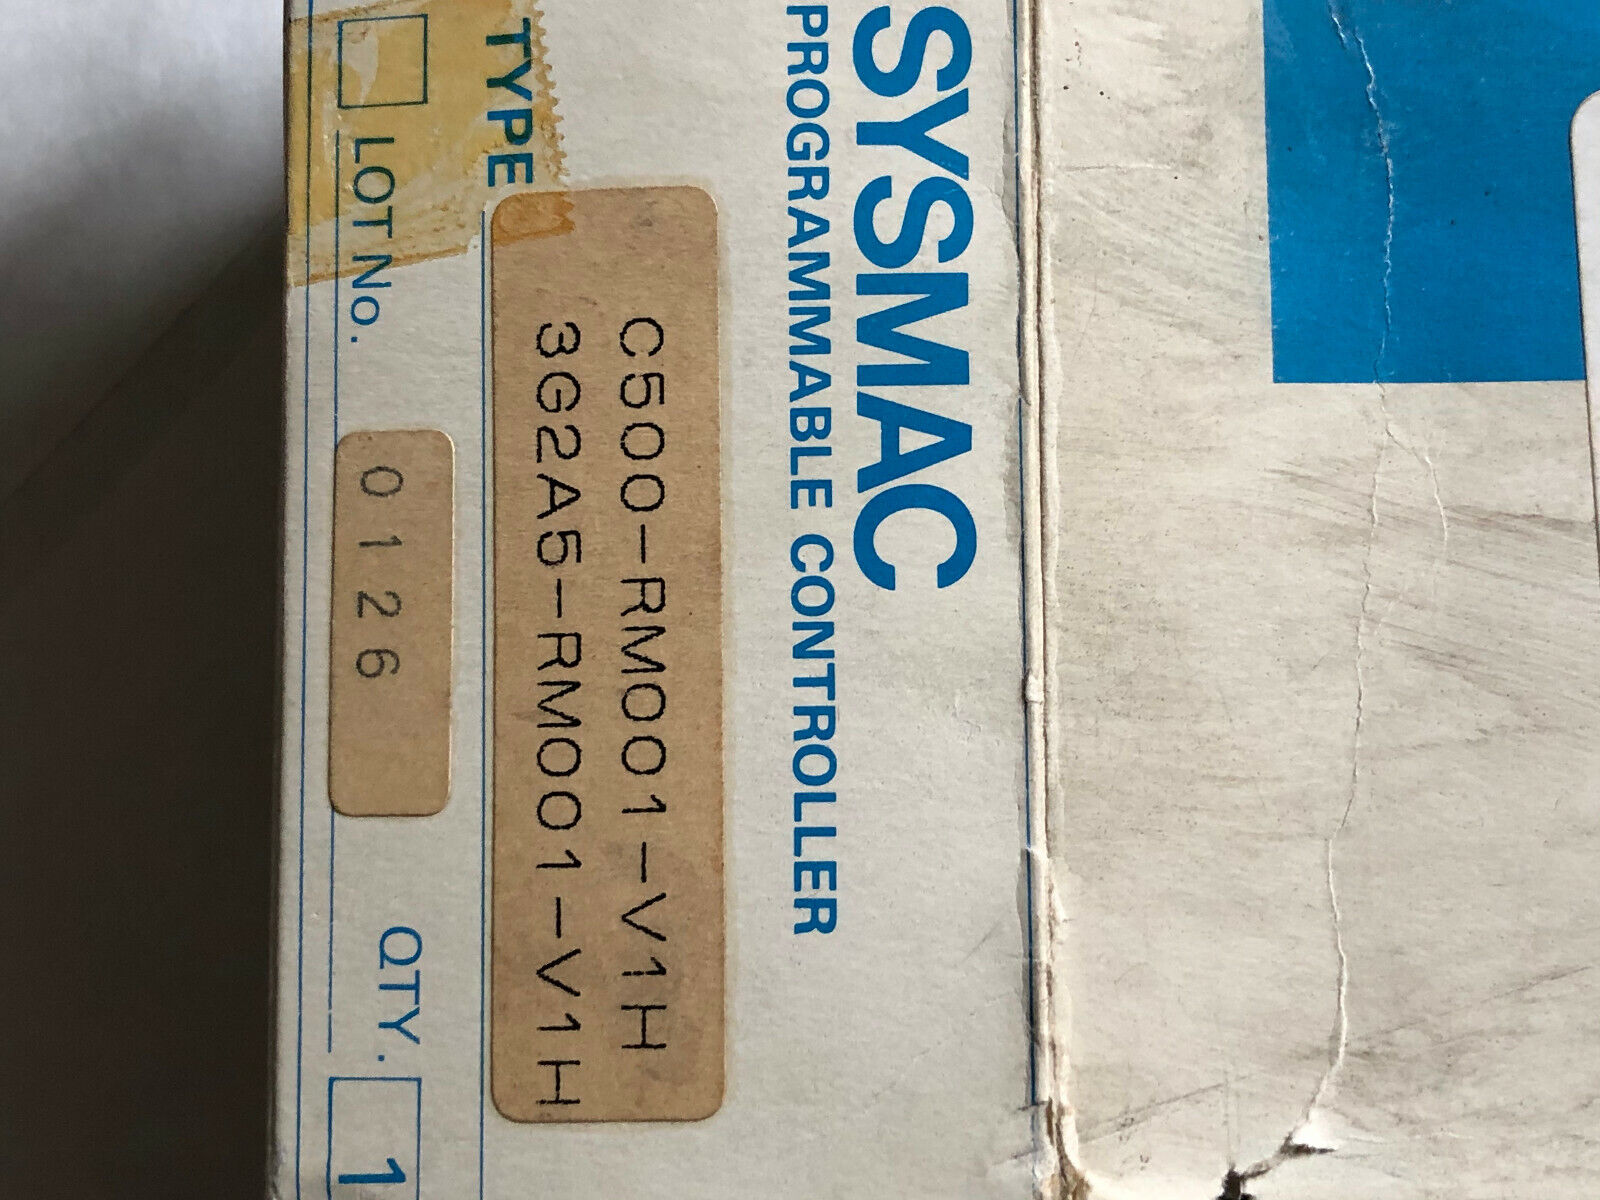 SYSMAC
PROGRAMMABLE CONTROLLER
C500-RM001-V1H
TYPE 3G2A5-RM001-V1H
LOT No. 0126 QTY. 1